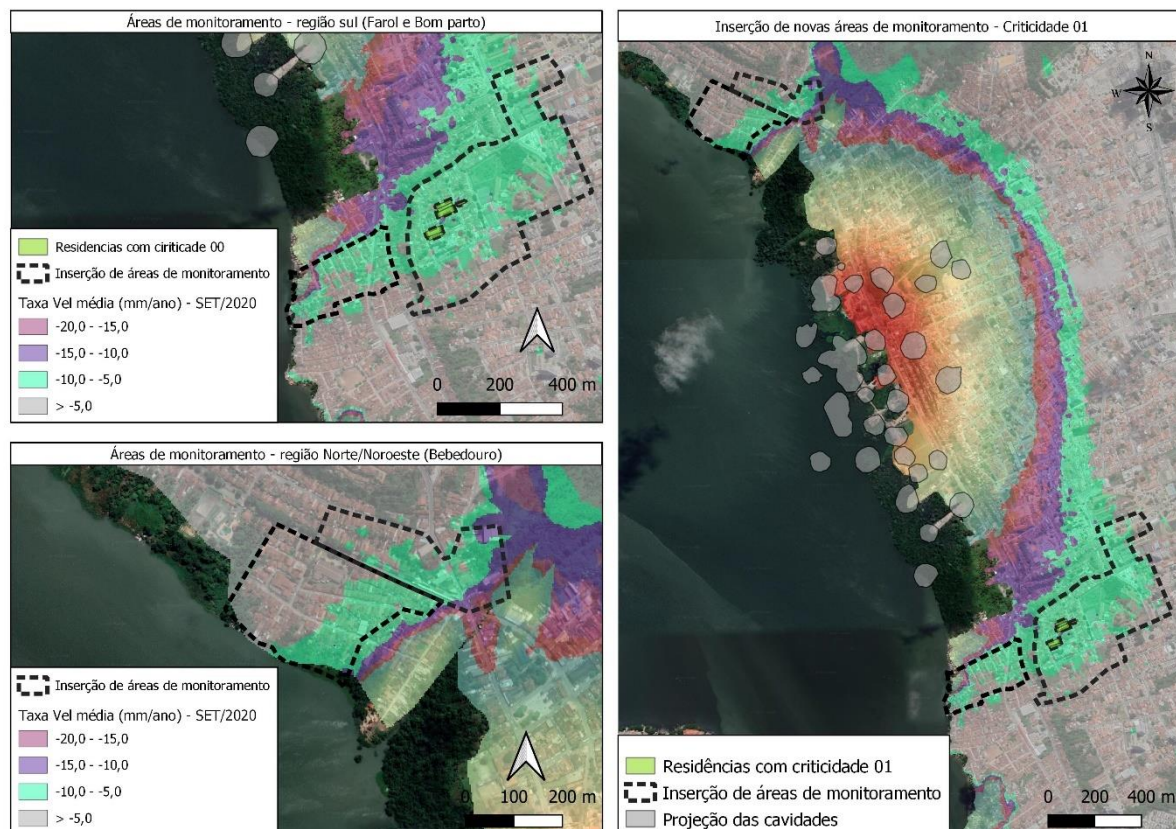 Áreas de monitoramento - região sul (Farol e Bom parto)
Residencias com ciriticade 00
Inserção de áreas de monitoramento
Taxa Vel média (mm/ano) - SET/2020
-20,0 - -15,0
-15,0 - -10,0
-10,0 - -5,0
> -5,0
0 200 400 m
Áreas de monitoramento - região Norte/Noroeste (Bebedouro)
Inserção de áreas de monitoramento
Taxa Vel média (mm/ano) - SET/2020
-20,0 - -15,0
-15,0 - -10,0
-10,0 - -5,0
> -5,0
0 100 200 m
Inserção de novas áreas de monitoramento - Criticidade 01
N
W
S
Residências com criticidade 01
Inserção de áreas de monitoramento
Projeção das cavidades
0 200 400 m